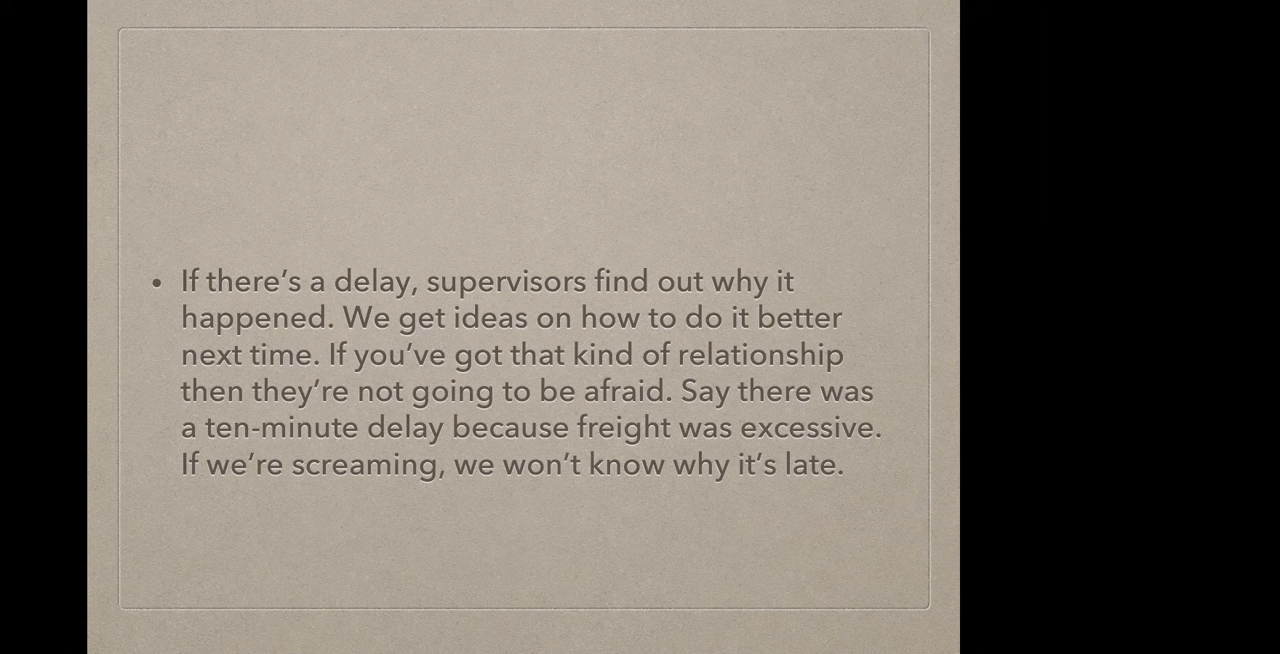 • If there’s a delay, supervisors find out why it
happened. We get ideas on how to do it better
next time. If you’ve got that kind of relationship
then they’re not going to be afraid. Say there was
a ten-minute delay because freight was excessive.
If we’re screaming, we won’t know why it’s late.